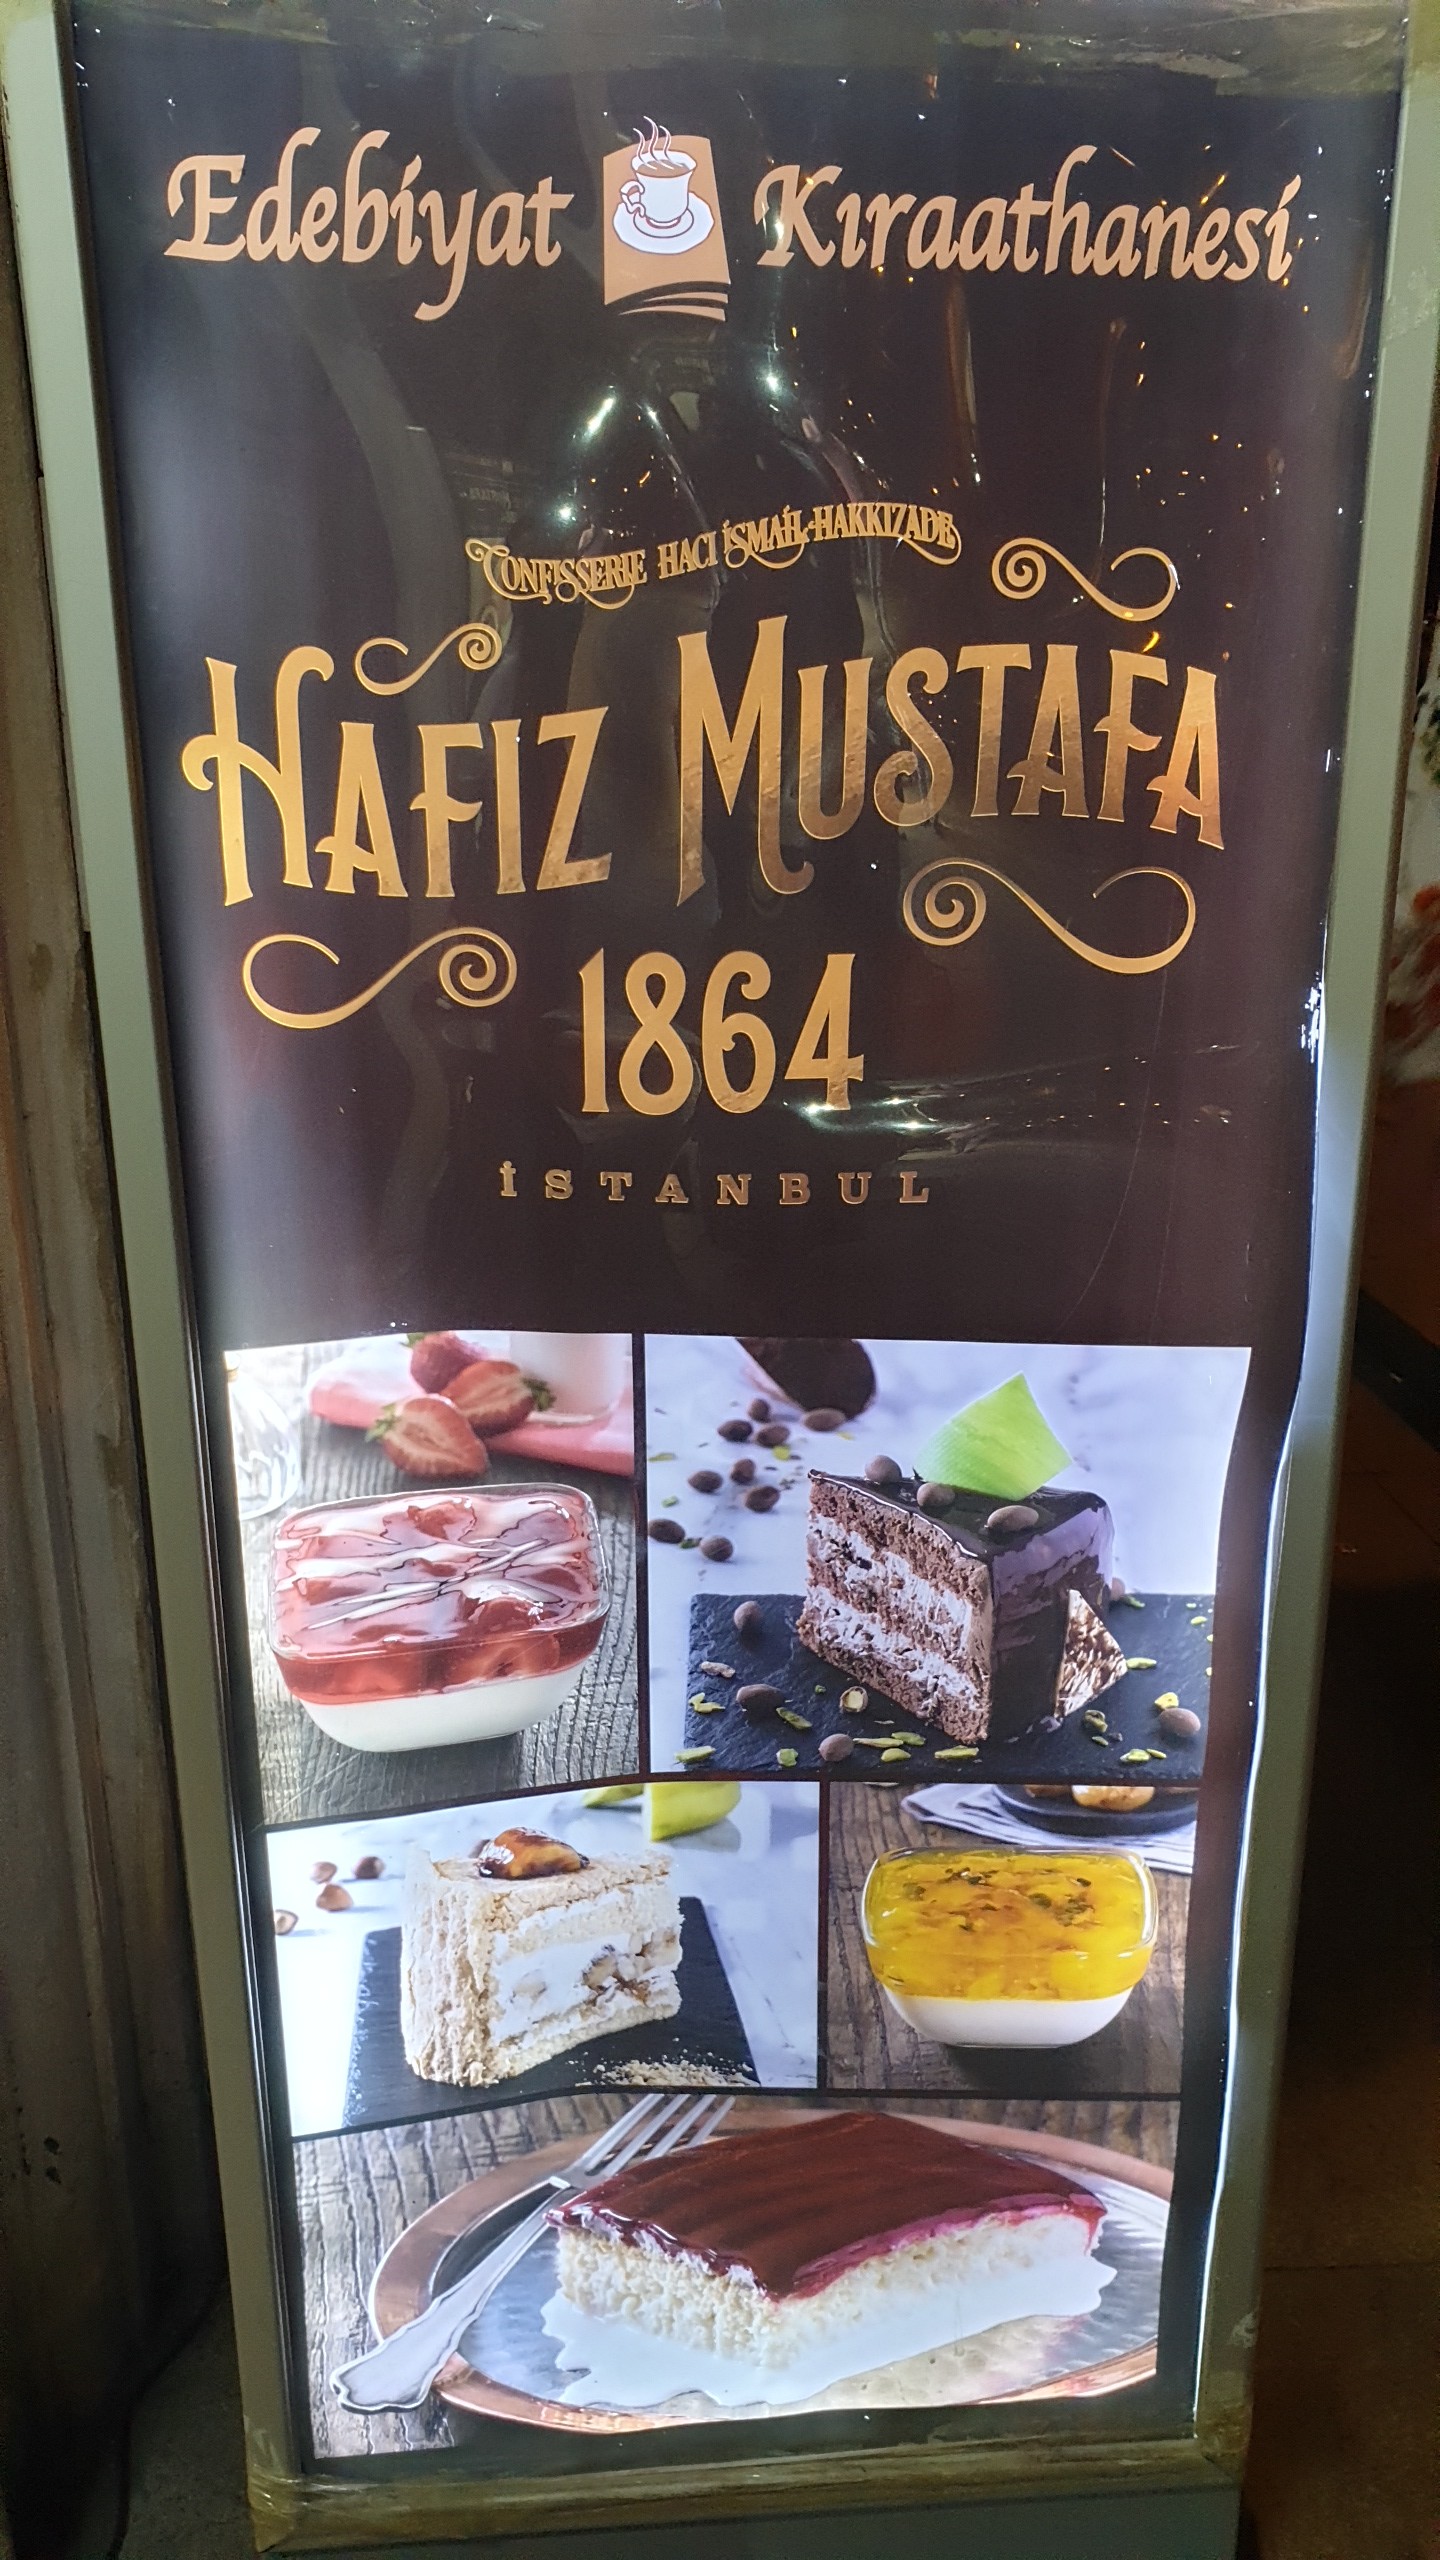 Edebiyat Kıraathanesi
CONFISSERIE HACI İSMAİL HAKKIZADE
HAFIZ MUSTAFA
1864
İSTANBUL